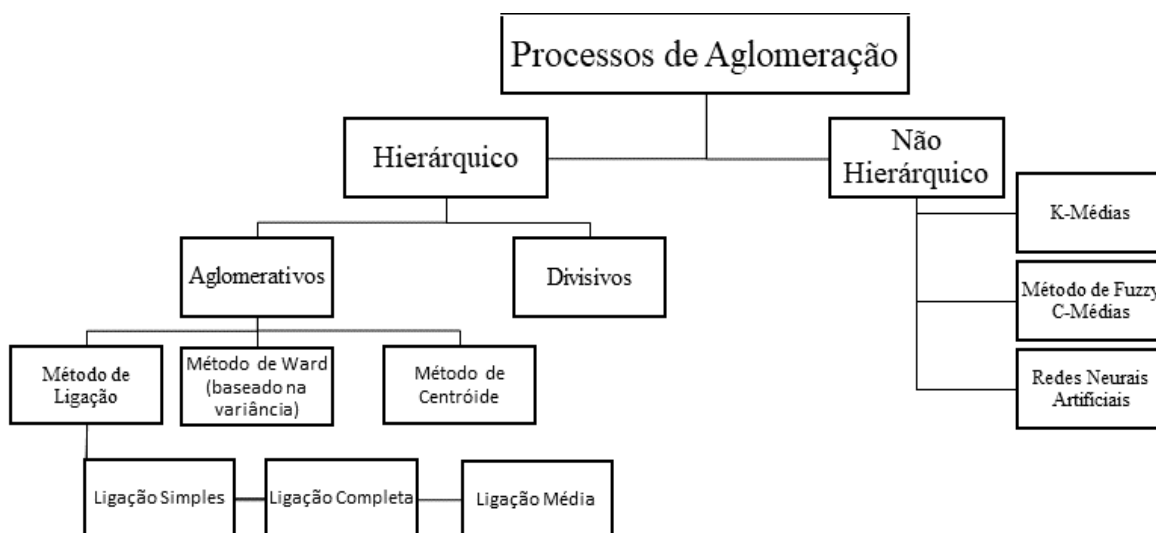 Processos de Aglomeração
Hierárquico
Não
Hierárquico
K-Médias
Aglomerativos
Divisivos
Método de Fuzzy
C-Médias
Método de
Ligação
Método de Ward
(baseado na
variância)
Método de
Centróide
Redes Neurais
Artificiais
Ligação Simples
Ligação Completa
Ligação Média